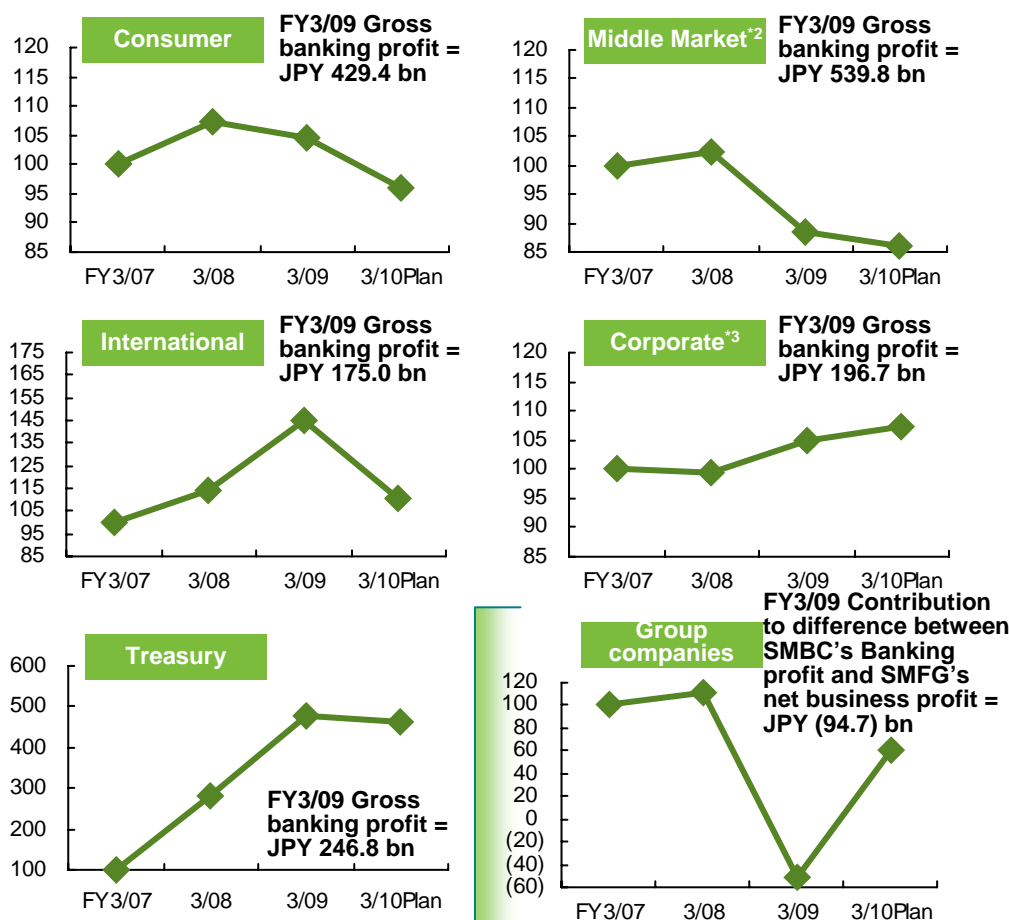 Consumer
FY3/09 Gross
banking profit =
JPY 429.4 bn
120
115
110
105
100
95
90
85
FY3/07 3/08 3/09 3/10Plan
Middle Market*2
FY3/09 Gross
banking profit =
JPY 539.8 bn
120
115
110
105
100
95
90
85
FY3/07 3/08 3/09 3/10Plan
International
FY3/09 Gross
banking profit =
JPY 175.0 bn
175
165
155
145
135
125
115
105
95
85
FY3/07 3/08 3/09 3/10Plan
Corporate*3
FY3/09 Gross
banking profit =
JPY 196.7 bn
120
115
110
105
100
95
90
85
FY3/07 3/08 3/09 3/10Plan
Treasury
600
500
400
300
200
100
FY3/09 Gross
banking profit =
JPY 246.8 bn
FY3/07 3/08 3/09 3/10Plan
Group
companies
FY3/09 Contribution
to difference between
SMBC's Banking
profit and SMFG's
net business profit =
JPY (94.7) bn
120
100
80
60
40
20
0
(20)
(40)
(60)
FY3/07 3/08 3/09 3/10Plan